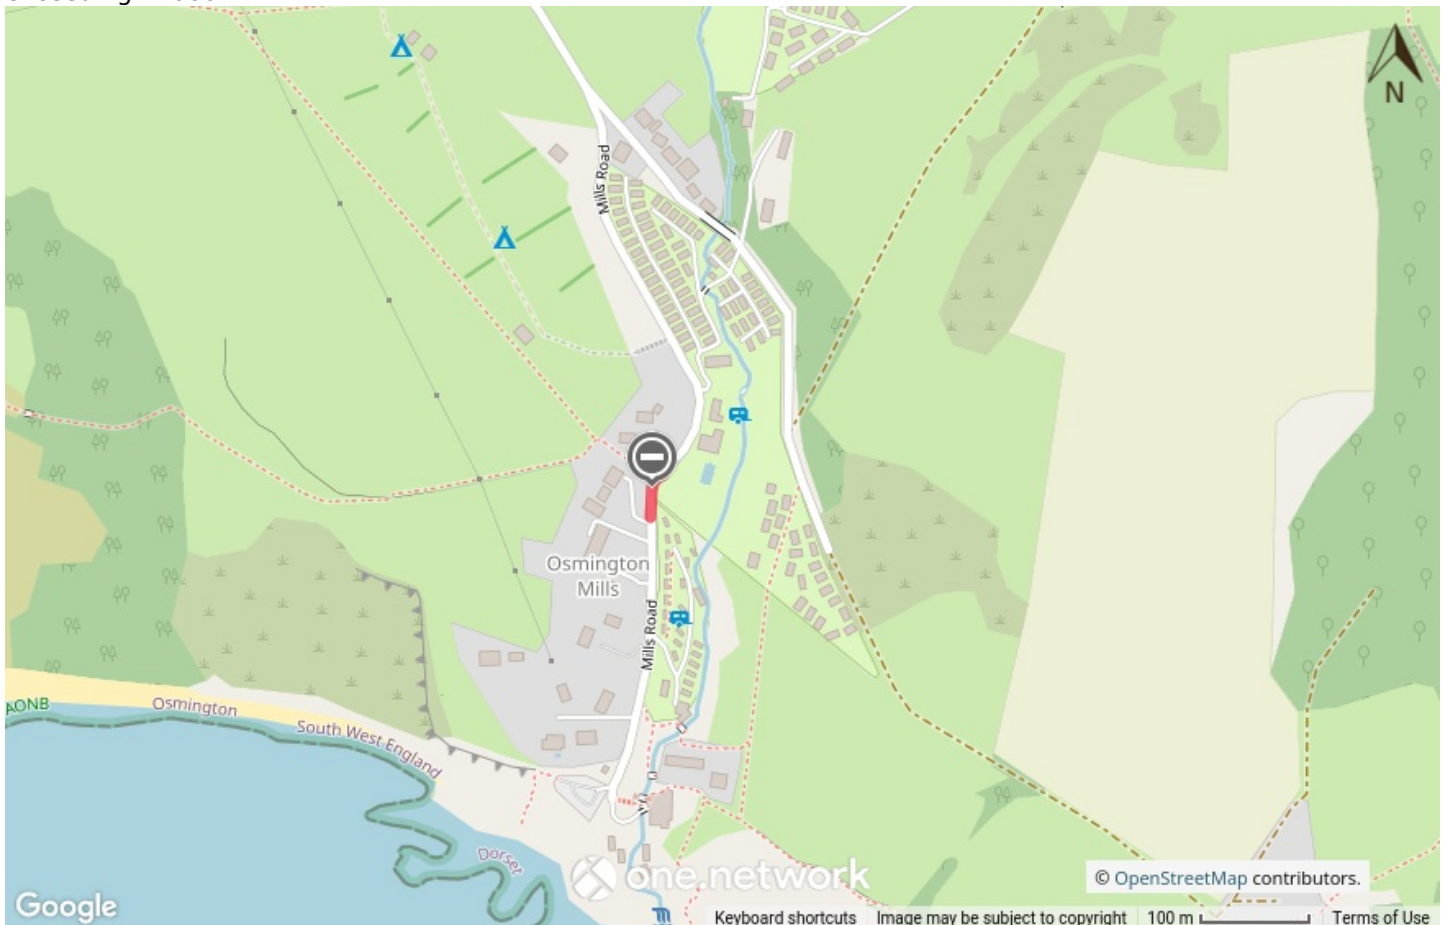 N
Mills Road
Osmington
Mills
Mills Road
AONB
Osmington
South West England
Dorset
one.network
© OpenStreetMap contributors.
Google
Keyboard shortcuts
Image may be subject to copyright
100 m
Terms of Use